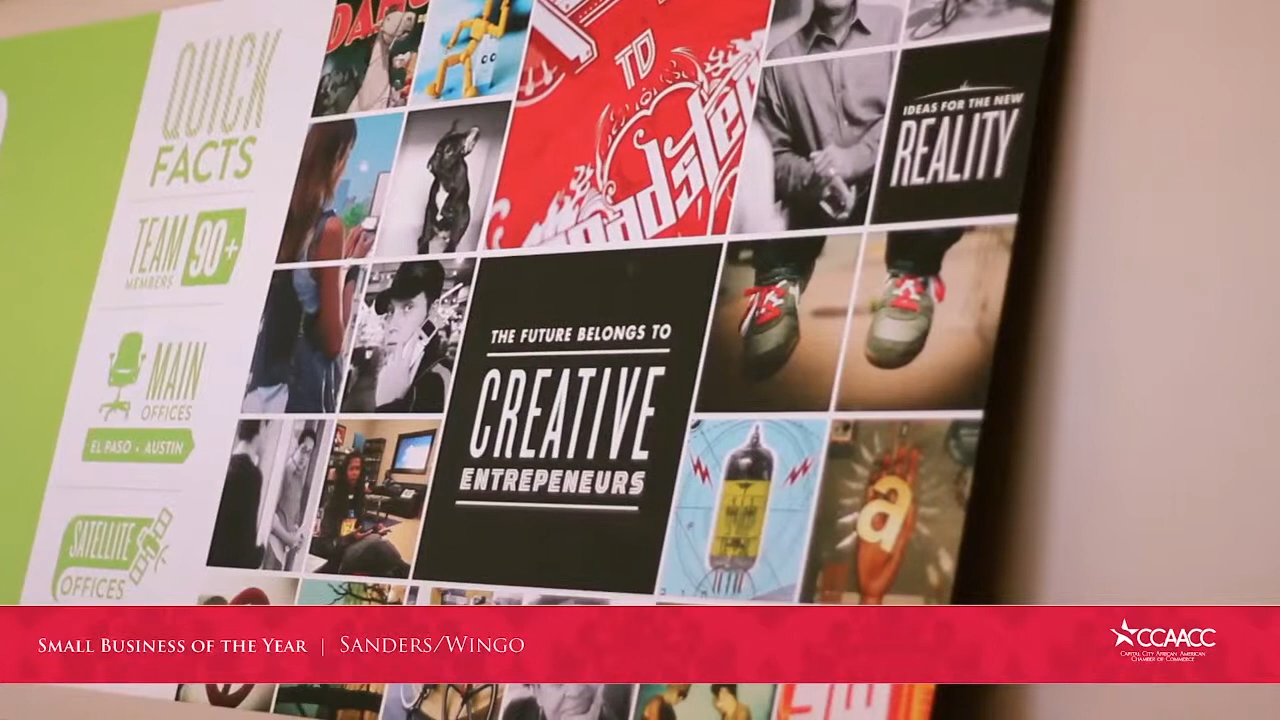 QUICK
FACTS
TEAM
MEMBERS
90+
MAIN
OFFICES
EL PASO • AUSTIN
SATELLITE
OFFICES
TO
IDEAS FOR THE NEW
REALITY
THE FUTURE BELONGS TO
CREATIVE
ENTREPENEURS
a
SMALL BUSINESS OF THE YEAR | SANDERS/WINGO
CCAACC
CAPITAL CITY AFRICAN AMERICAN
CHAMBER OF COMMERCE